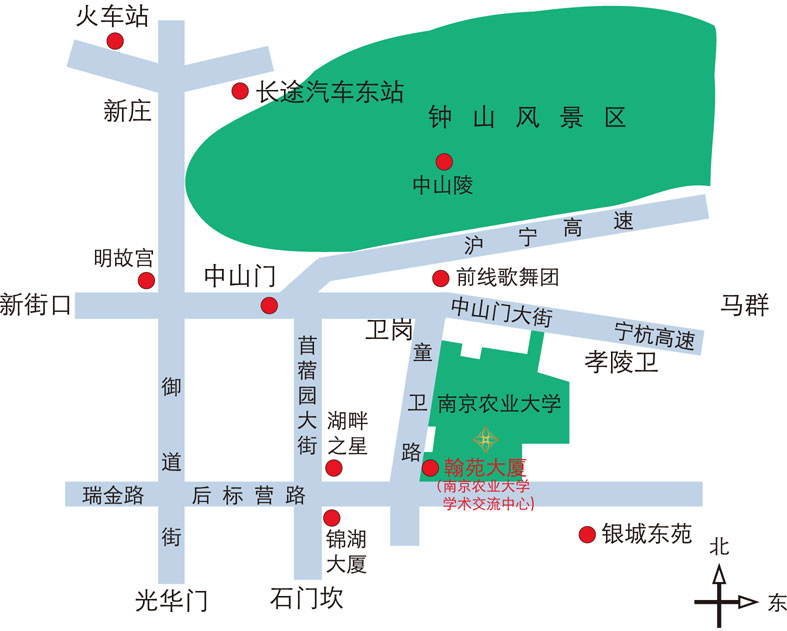 火车站
新庄
长途汽车东站
钟山风景区
中山陵
沪宁高速
明故宫
中山门
前线歌舞团
新街口
马群
中山门大街
宁杭高速
卫岗
孝陵卫
苜蓿园大街
童卫路
御道街
南京农业大学
湖畔
之星
翰苑大厦
(南京农业大学
学术交流中心)
瑞金路
后标营路
锦湖
大厦
银城东苑
光华门
石门坎
北
东